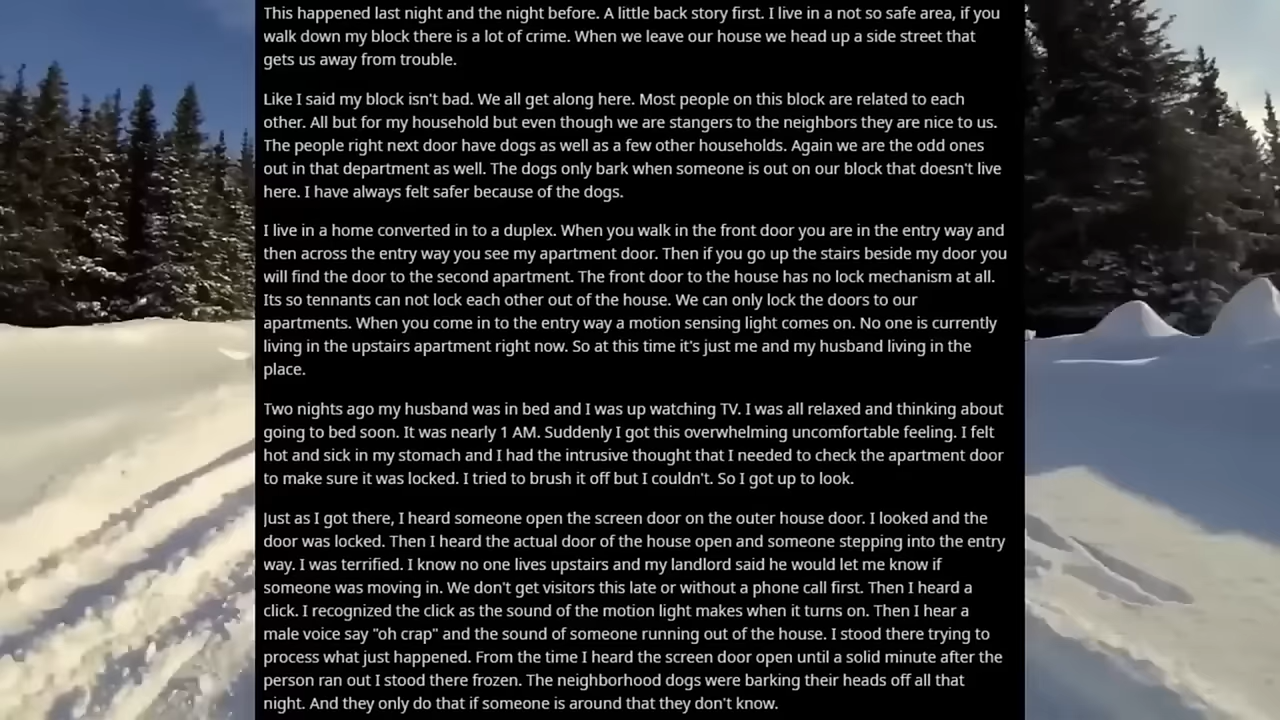 This happened last night and the night before. A little back story first. I live in a not so safe area, if you
walk down my block there is a lot of crime. When we leave our house we head up a side street that
gets us away from trouble.
Like I said my block isn't bad. We all get along here. Most people on this block are related to each
other. All but for my household but even though we are stangers to the neighbors they are nice to us.
The people right next door have dogs as well as a few other households. Again we are the odd ones
out in that department as well. The dogs only bark when someone is out on our block that doesn't live
here. I have always felt safer because of the dogs.
I live in a home converted in to a duplex. When you walk in the front door you are in the entry way and
then across the entry way you see my apartment door. Then if you go up the stairs beside my door you
will find the door to the second apartment. The front door to the house has no lock mechanism at all.
Its so tennants can not lock each other out of the house. We can only lock the doors to our
apartments. When you come in to the entry way a motion sensing light comes on. No one is currently
living in the upstairs apartment right now. So at this time it's just me and my husband living in the
place.
Two nights ago my husband was in bed and I was up watching TV. I was all relaxed and thinking about
going to bed soon. It was nearly 1 AM. Suddenly I got this overwhelming uncomfortable feeling. I felt
hot and sick in my stomach and I had the intrusive thought that I needed to check the apartment door
to make sure it was locked. I tried to brush it off but I couldn't. So I got up to look.
Just as I got there, I heard someone open the screen door on the outer house door. I looked and the
door was locked. Then I heard the actual door of the house open and someone stepping into the entry
way. I was terrified. I know no one lives upstairs and my landlord said he would let me know if
someone was moving in. We don't get visitors this late or without a phone call first. Then I heard a
click. I recognized the click as the sound of the motion light makes when it turns on. Then I hear a
male voice say "oh crap" and the sound of someone running out of the house. I stood there trying to
process what just happened. From the time I heard the screen door open until a solid minute after the
person ran out I stood there frozen. The neighborhood dogs were barking their heads off all that
night. And they only do that if someone is around that they don't know.